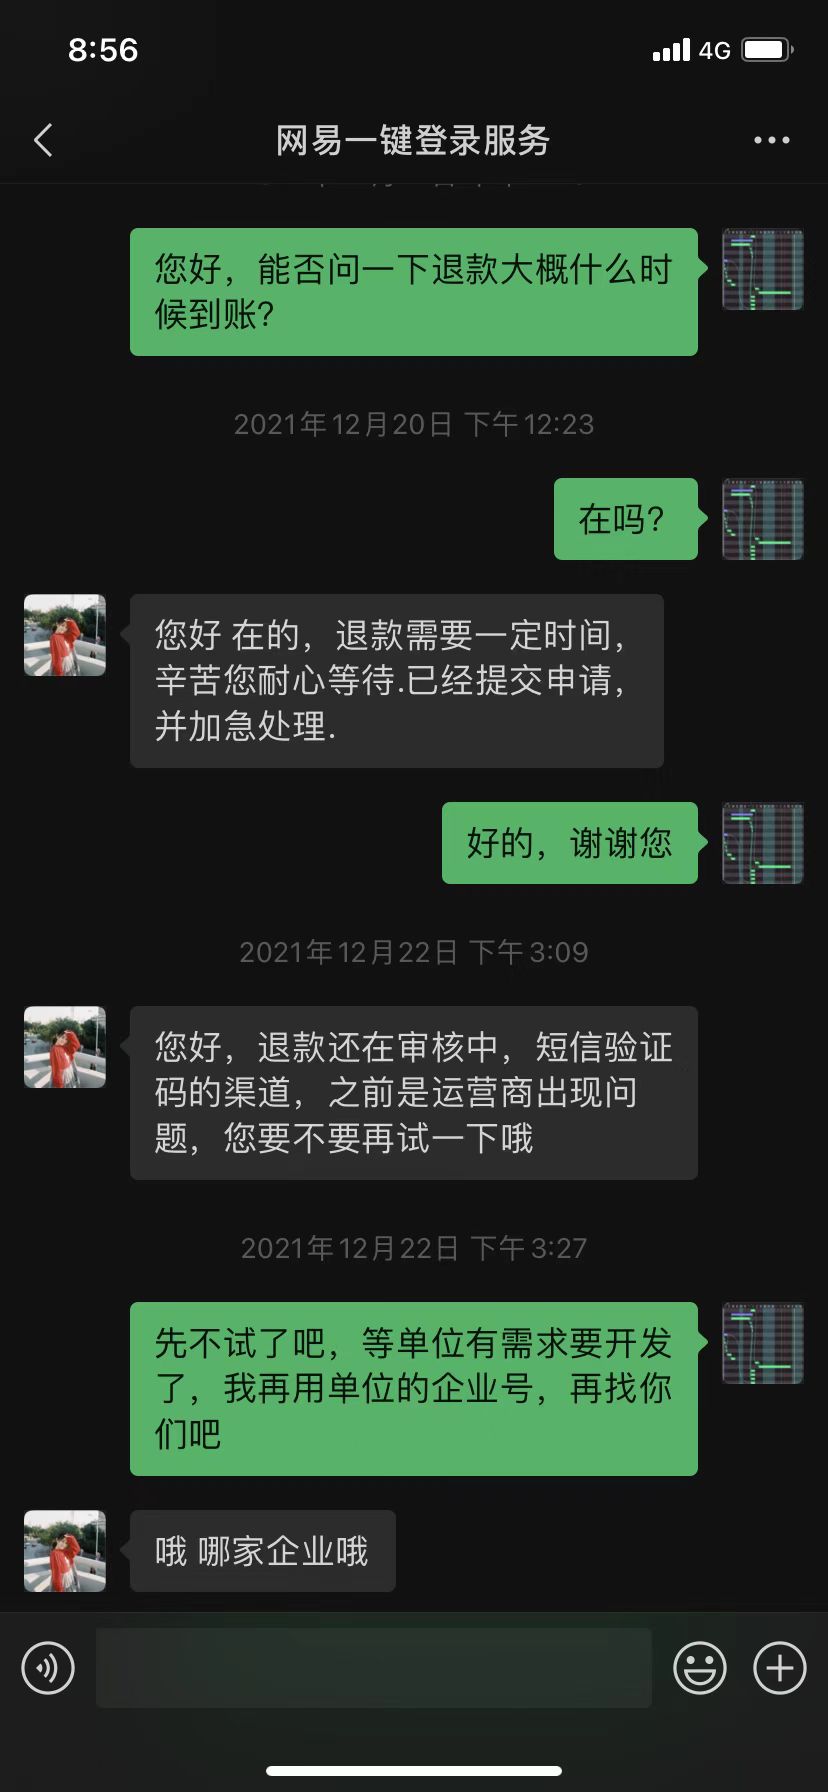 8:56
4G
网易一键登录服务
您好，能否问一下退款大概什么时
候到账?
2021年12月20日 下午12:23
在吗?
您好 在的，退款需要一定时间，
辛苦您耐心等待.已经提交申请，
并加急处理.
好的，谢谢您
2021年12月22日 下午3:09
您好，退款还在审核中，短信验证
码的渠道，之前是运营商出现问
题，您要不要再试一下哦
2021年12月22日 下午3:27
先不试了吧，等单位有需求要开发
了，我再用单位的企业号，再找你
们吧
哦 哪家企业哦